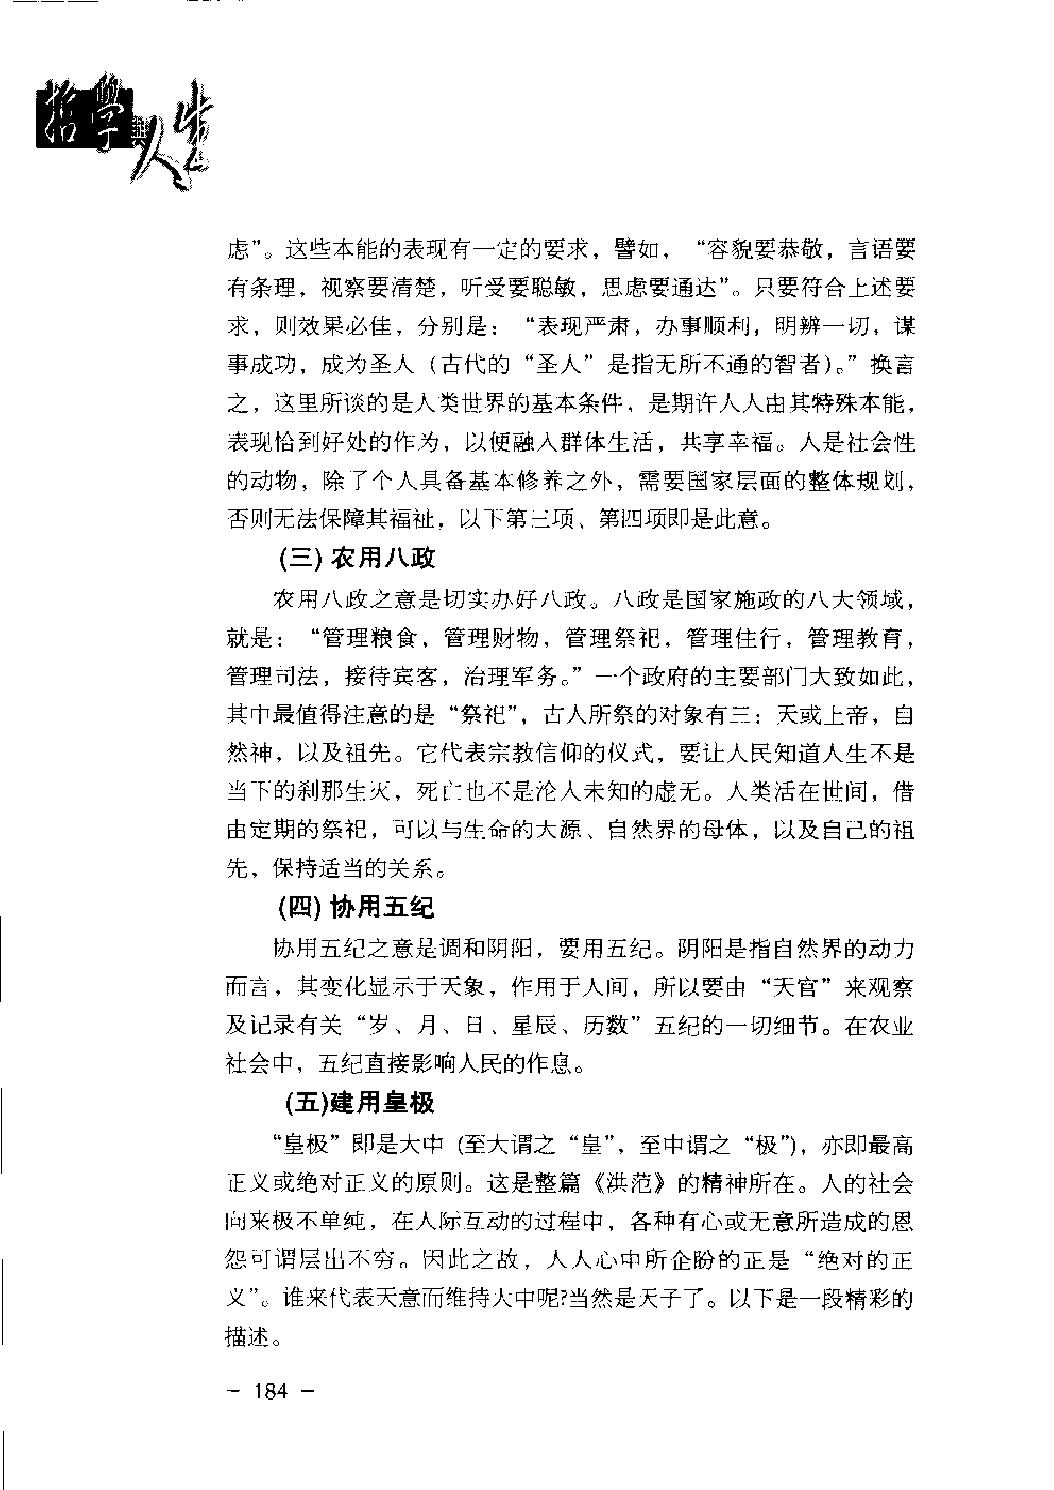 哲學與人生
虑”。这些本能的表现有一定的要求，譬如，“容貌要恭敬，言语要
有条理，视察要清楚，听受要聪敏，思虑要通达”。只要符合上述要
求，则效果必佳，分别是：“表现严肃，办事顺利，明辨一切，谋
事成功，成为圣人（古代的“圣人”是指无所不通的智者）。”换言
之，这里所谈的是人类世界的基本条件，是期许人人由其特殊本能，
表现恰到好处的作为，以便融入群体生活，共享幸福。人是社会性
的动物，除了个人具备基本修养之外，需要国家层面的整体规划，
否则无法保障其福祉，以下第三项、第四项即是此意。
(三) 农用八政
农用八政之意是切实办好八政。八政是国家施政的八大领域，
就是：“管理粮食，管理财物，管理祭祀，管理住行，管理教育，
管理司法，接待宾客，治理军务。”一个政府的主要部门大致如此，
其中最值得注意的是“祭祀”，古人所祭的对象有三：天或上帝，自
然神，以及祖先。它代表宗教信仰的仪式，要让人民知道人生不是
当下的刹那生灭，死亡也不是沦入未知的虚无。人类活在世间，借
由定期的祭祀，可以与生命的大源、自然界的母体，以及自己的祖
先，保持适当的关系。
(四) 协用五纪
协用五纪之意是调和阴阳，要用五纪。阴阳是指自然界的动力
而言，其变化显示于天象，作用于人间，所以要由“天官”来观察
及记录有关“岁、月、日、星辰、历数”五纪的一切细节。在农业
社会中，五纪直接影响人民的作息。
(五)建用皇极
“皇极”即是大中（至大谓之“皇”，至中谓之“极”），亦即最高
正义或绝对正义的原则。这是整篇《洪范》的精神所在。人的社会
向来极不单纯，在人际互动的过程中，各种有心或无意所造成的恩
怨可谓层出不穷。因此之故，人人心中所企盼的正是“绝对的正
义”。谁来代表天意而维持大中呢?当然是天子了。以下是一段精彩的
描述。
－ 184 －